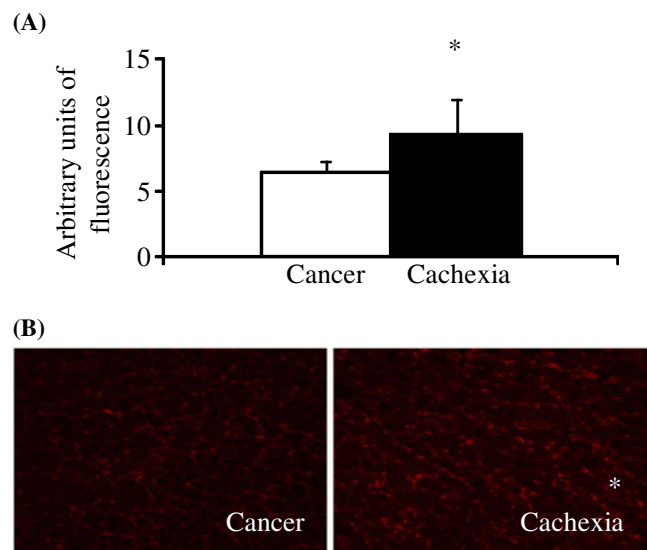 (A)
*
15
10
5
0
Arbitrary units of
fluorescence
Cancer Cachexia
(B)
*
Cancer Cachexia